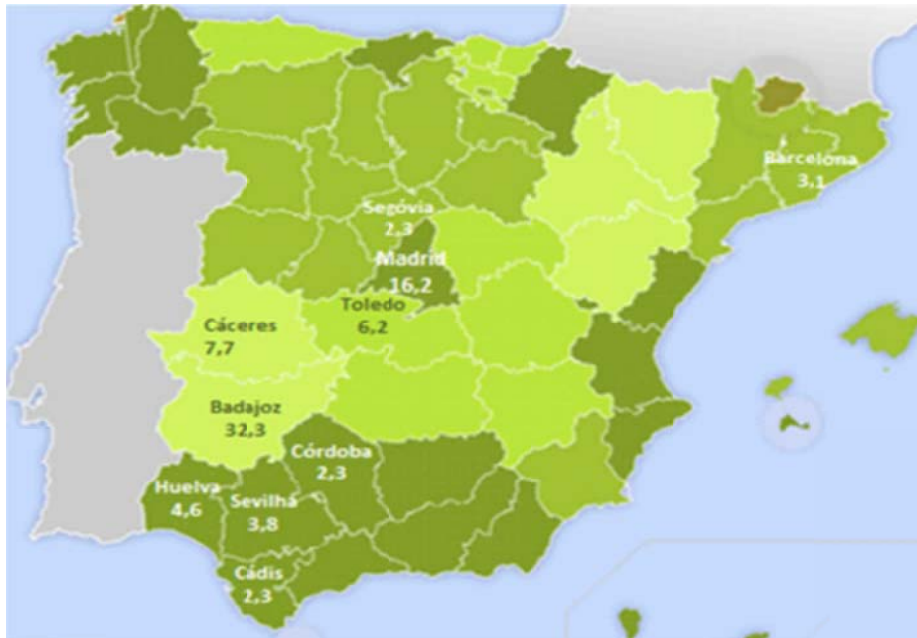 Barcelona
3,1
Segóvia
2,3
Madrid
16,2
Toledo
6,2
Cáceres
7,7
Badajoz
32,3
Córdoba
2,3
Huelva
4,6
Sevilha
3,8
Cádis
2,3